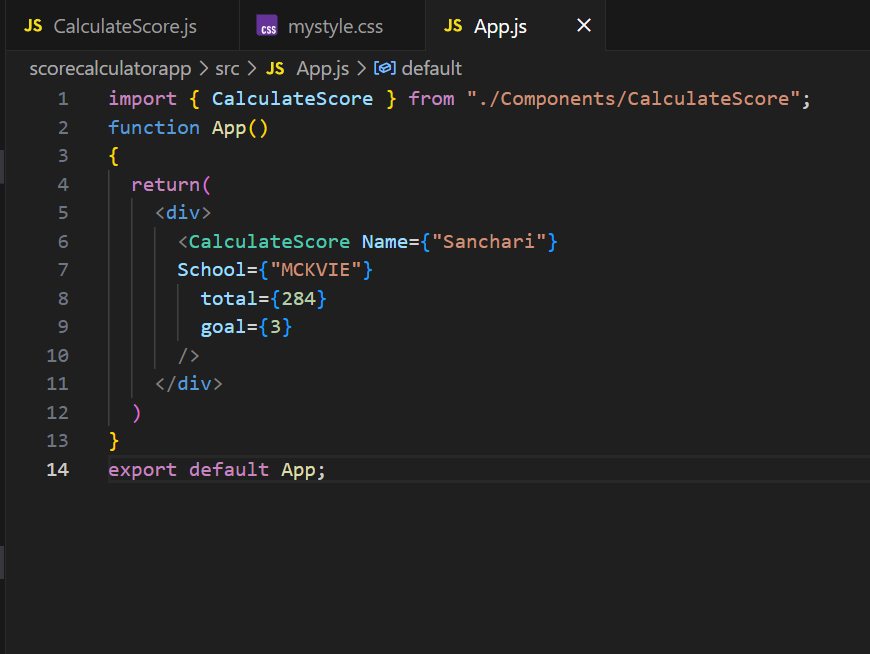 JS CalculateScore.js css mystyle.css JS App.js
scorecalculatorapp > src > JS App.js > default
1 import { CalculateScore } from "./Components/CalculateScore";
2 function App()
3 {
4 return(
5 <div>
6 <CalculateScore Name={"Sanchari"}
7 School={"MCKVIE"}
8 total={284}
9 goal={3}
10 />
11 </div>
12 )
13 }
14 export default App;